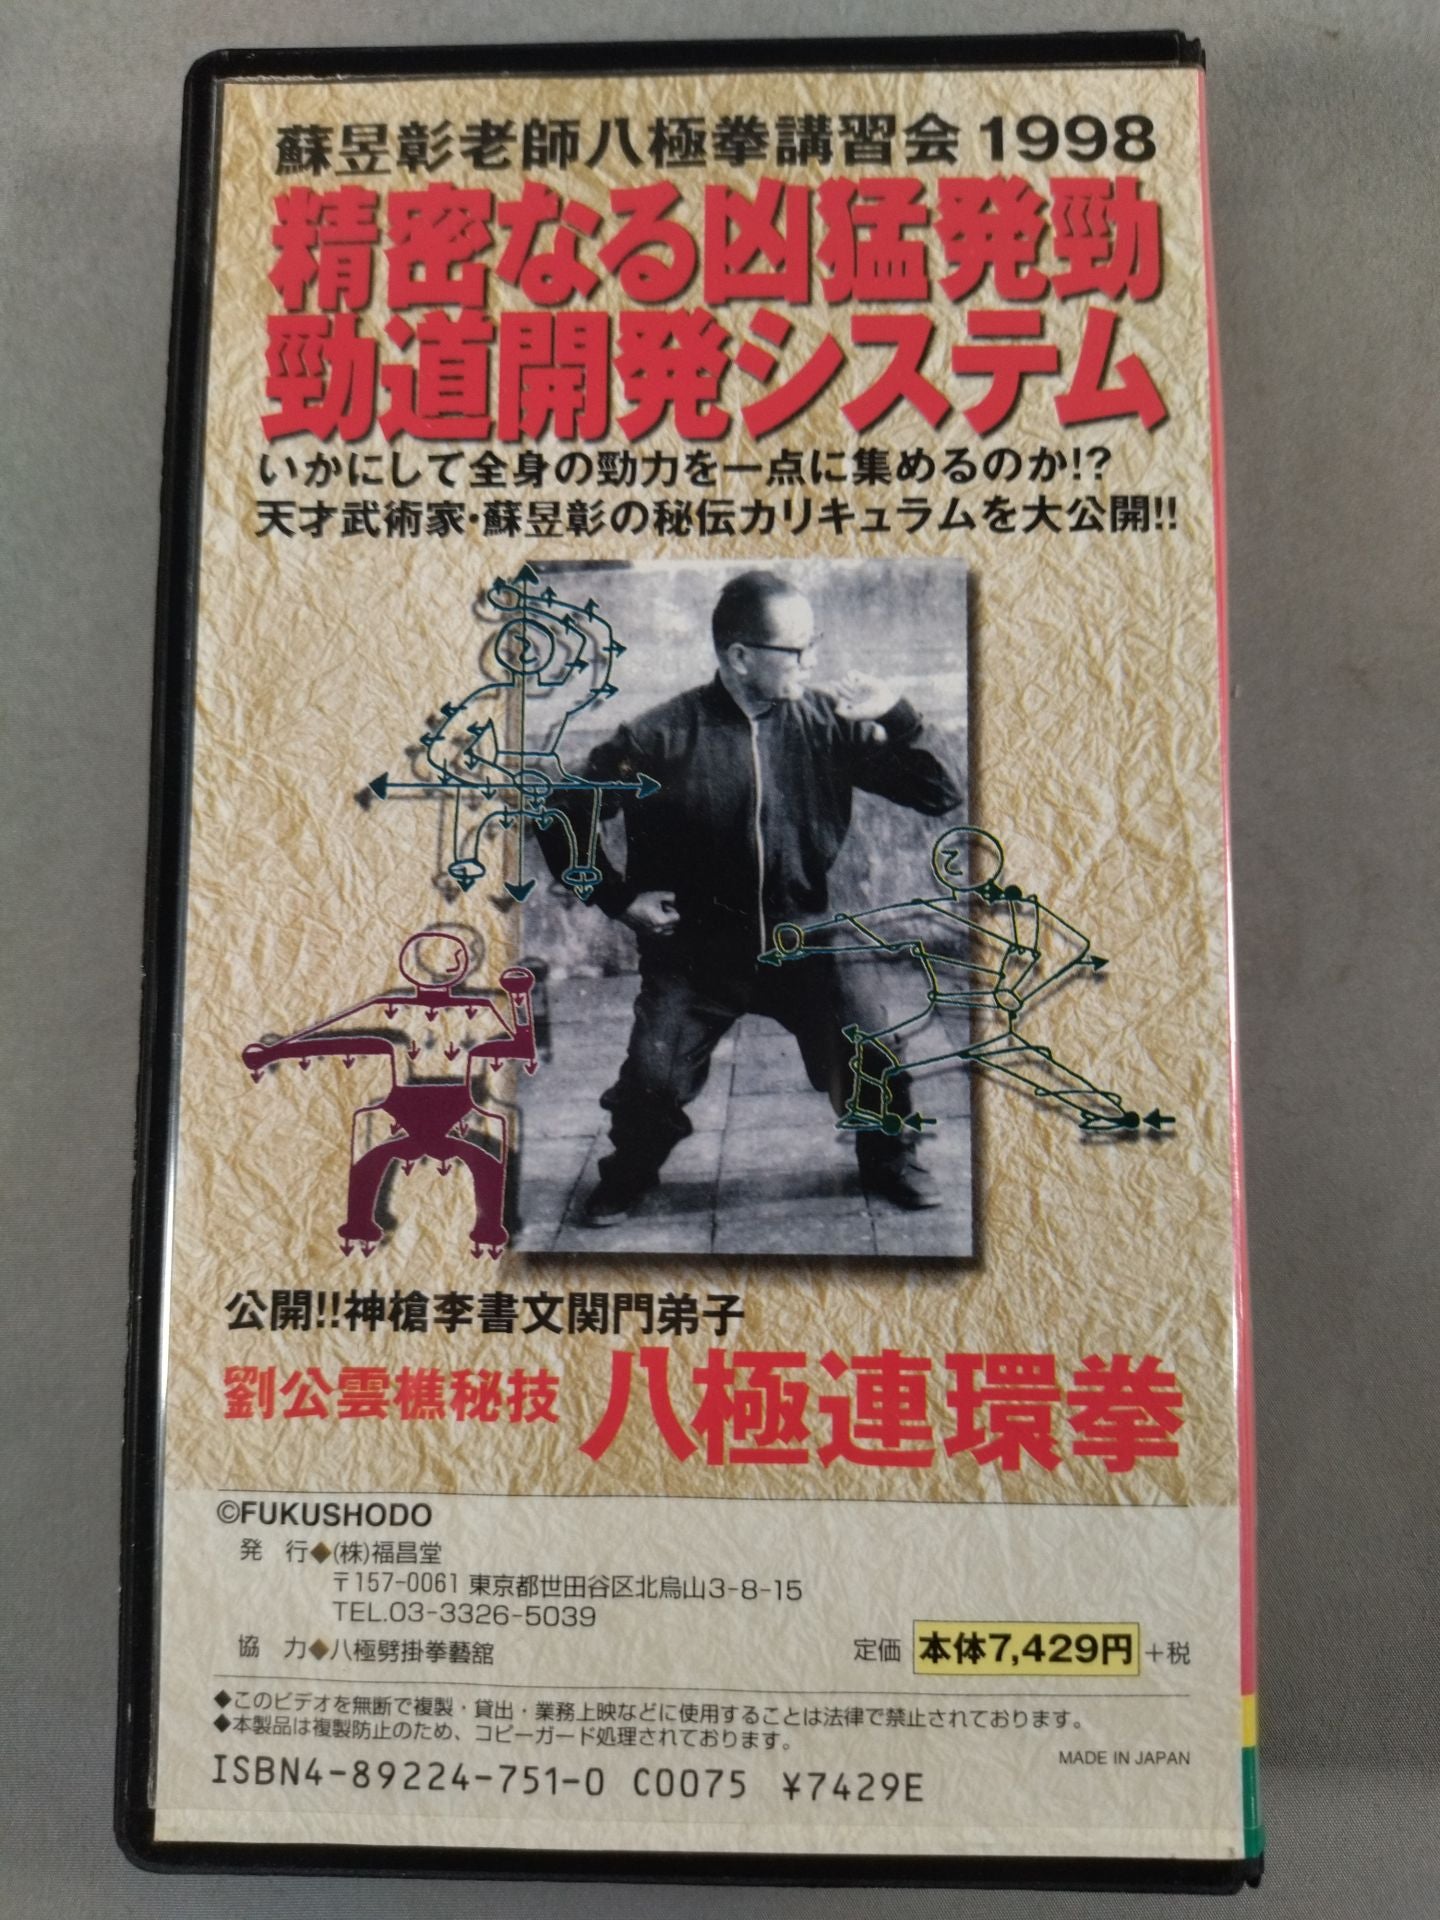 蘇昱彰老師八極拳講習会 1998
精密なる凶猛発勁
勁道開発システム
いかにして全身の勁力を一点に集めるのか!?
天才武術家・蘇昱彰の秘伝カリキュラムを大公開!!
公開!!神槍李書文関門弟子
劉公雲樵秘技 八極連環拳
©FUKUSHODO
発 行◆(株)福昌堂
〒157-0061 東京都世田谷区北烏山3-8-15
TEL.03-3326-5039
協 力◆八極劈掛拳藝舘
定価 本体7,429円+税
◆このビデオを無断で複製・貸出・業務上映などに使用することは法律で禁止されております。
◆本製品は複製防止のため、コピーガード処理されております。
MADE IN JAPAN
ISBN4-89224-751-0 C0075 ¥7429E